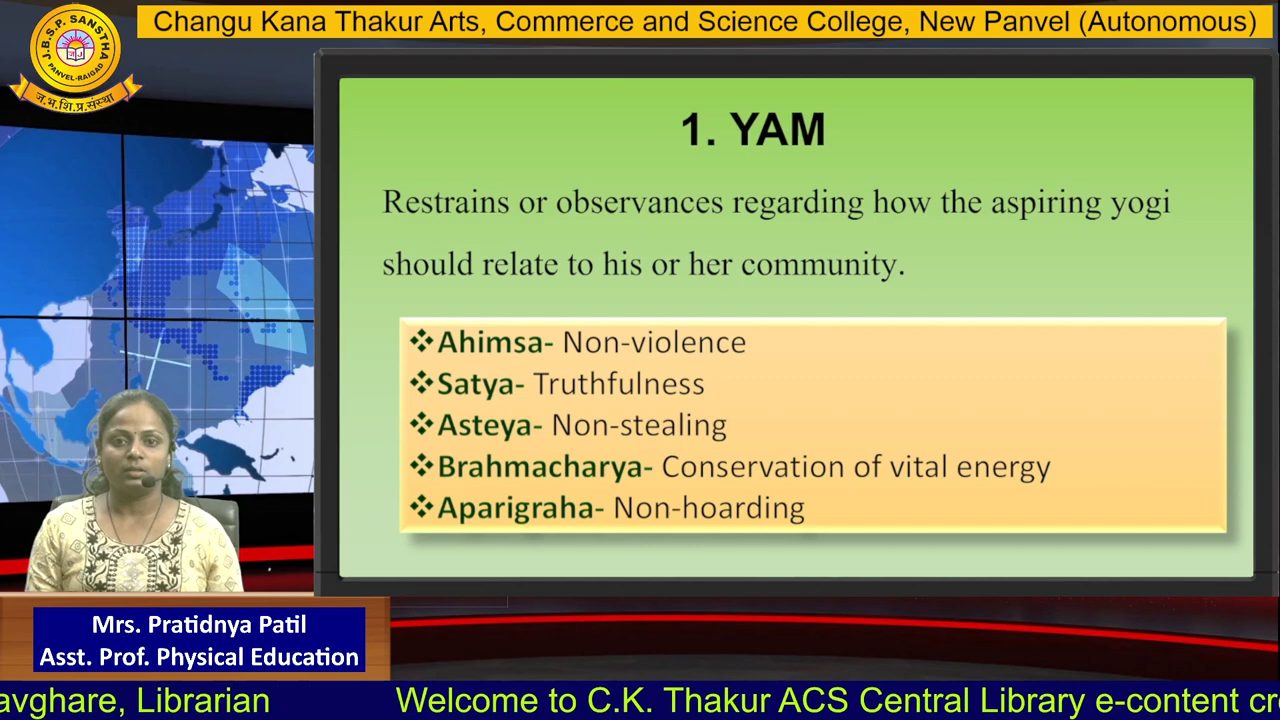 Changu Kana Thakur Arts, Commerce and Science College, New Panvel (Autonomous)
J.B.S.P. SANSTHA
PANVEL-RAIGAD
ज.भ.शि.प्र.संस्था
1. YAM
Restrains or observances regarding how the aspiring yogi
should relate to his or her community.
❖Ahimsa- Non-violence
❖Satya- Truthfulness
❖Asteya- Non-stealing
❖Brahmacharya- Conservation of vital energy
❖Aparigraha- Non-hoarding
Mrs. Pratidnya Patil
Asst. Prof. Physical Education
avghare, Librarian Welcome to C.K. Thakur ACS Central Library e-content cr